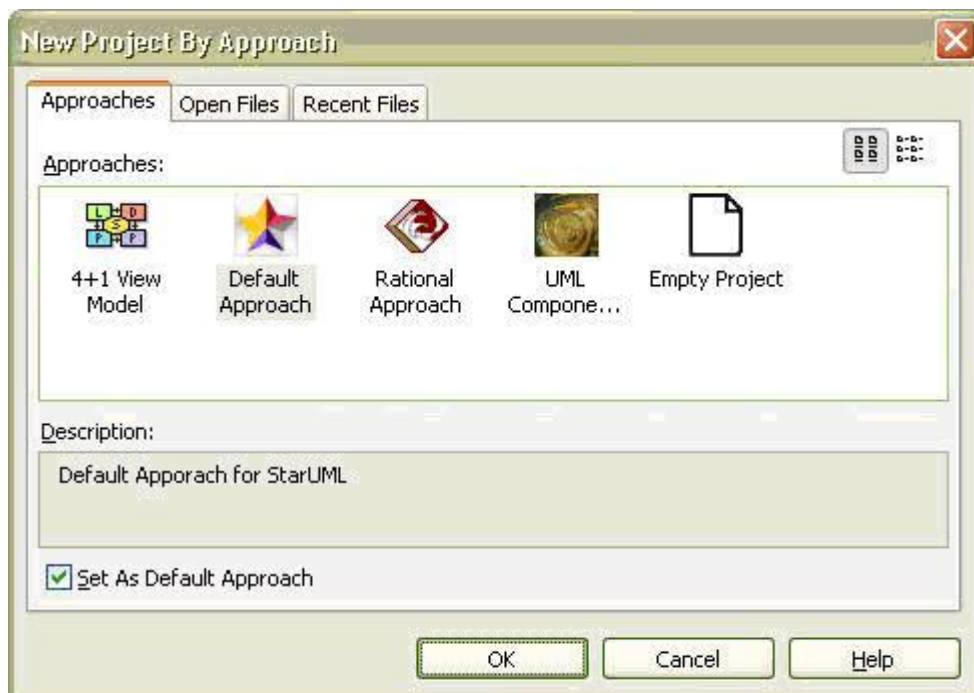 New Project By Approach
Approaches
Open Files
Recent Files
Approaches:
4+1 View
Model
Default
Approach
Rational
Approach
UML
Compone...
Empty Project
Description:
Default Apporach for StarUML
Set As Default Approach
OK
Cancel
Help